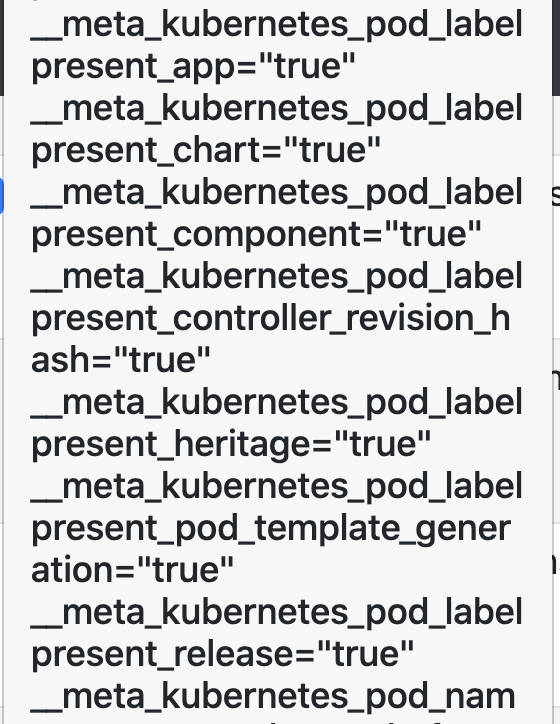 __meta_kubernetes_pod_label
present_app="true"
__meta_kubernetes_pod_label
present_chart="true"
__meta_kubernetes_pod_label
present_component="true"
__meta_kubernetes_pod_label
present_controller_revision_h
ash="true"
__meta_kubernetes_pod_label
present_heritage="true"
__meta_kubernetes_pod_label
present_pod_template_gener
ation="true"
__meta_kubernetes_pod_label
present_release="true"
__meta_kubernetes_pod_nam